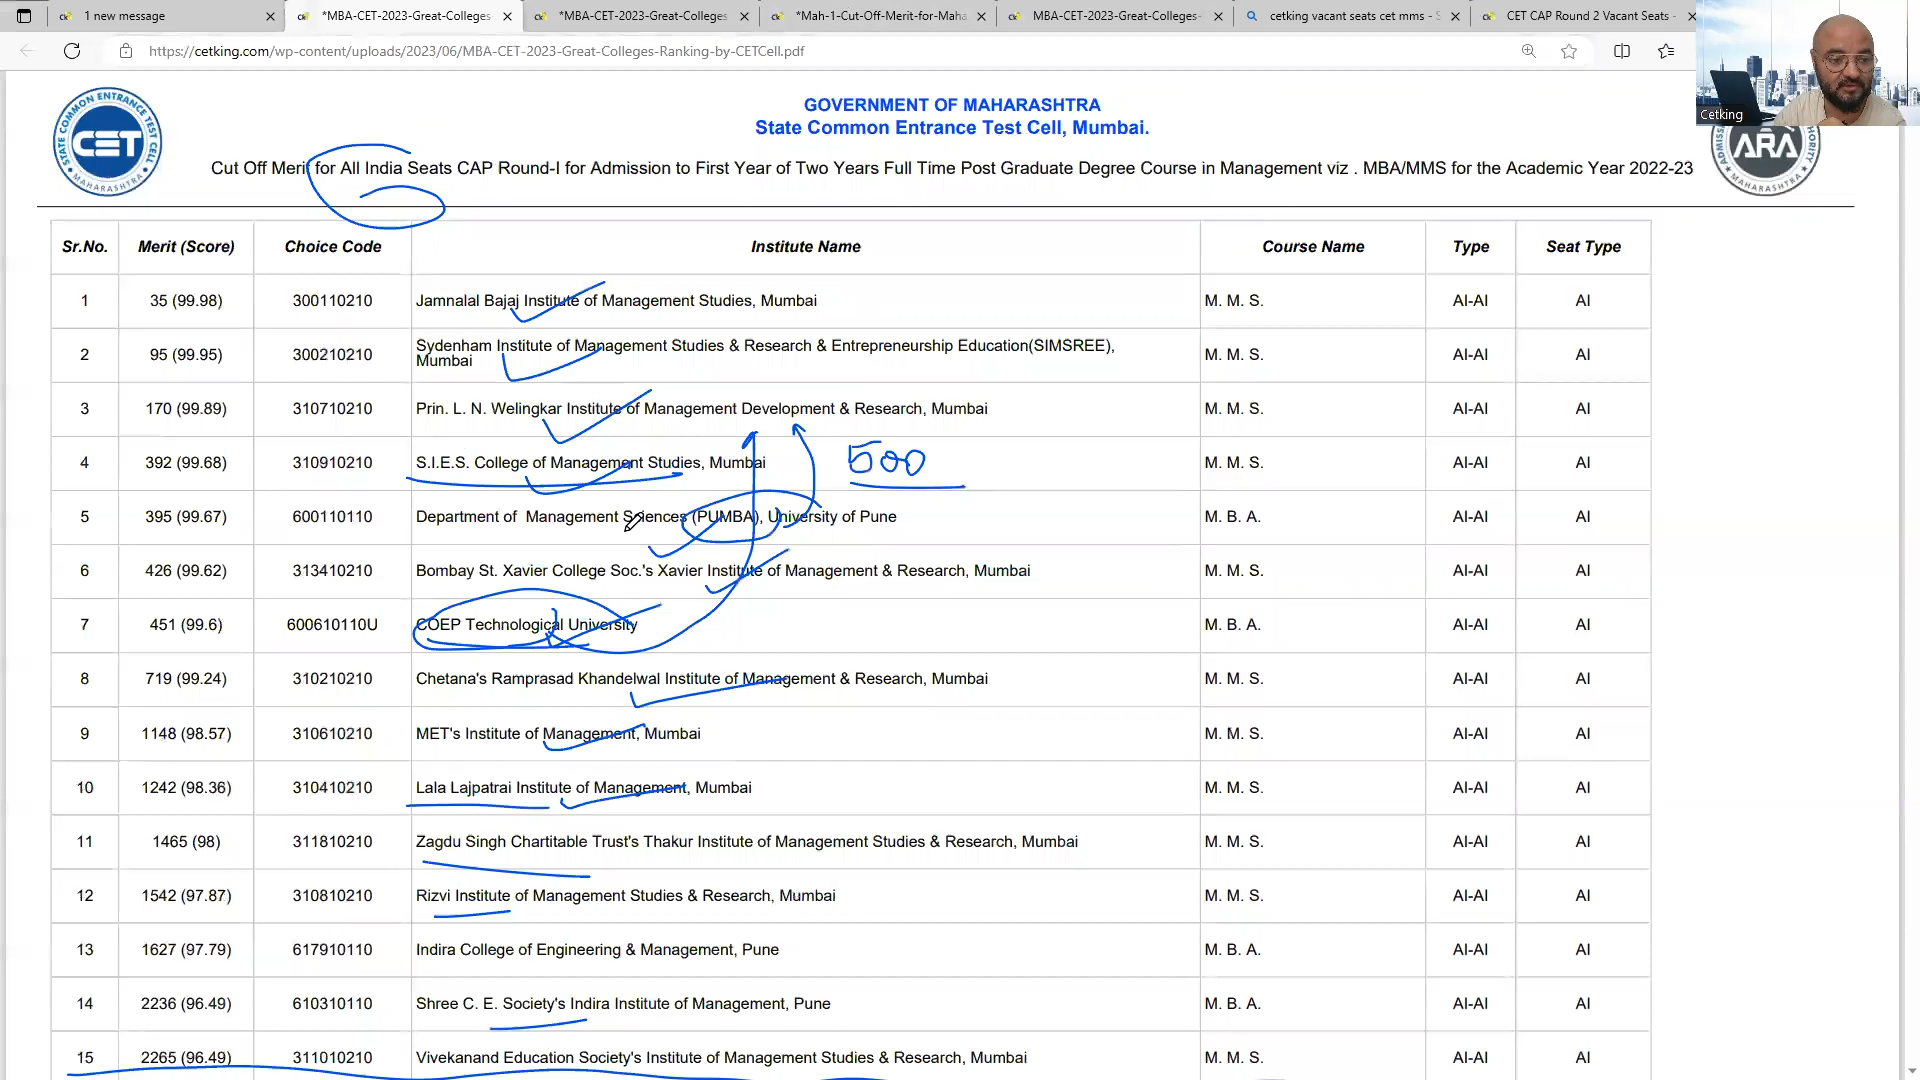 1 new message
*MBA-CET-2023-Great-Colleges
*MBA-CET-2023-Great-Colleges
*Mah-1-Cut-Off-Merit-for-Maha
MBA-CET-2023-Great-Colleges-
cetking vacant seats cet mms - S
CET CAP Round 2 Vacant Seats -
https://cetking.com/wp-content/uploads/2023/06/MBA-CET-2023-Great-Colleges-Ranking-by-CETCell.pdf
Cetking
STATE COMMON ENTRANCE TEST CELL
CET
MAHARASHTRA
GOVERNMENT OF MAHARASHTRA
State Common Entrance Test Cell, Mumbai.
Cut Off Merit for All India Seats CAP Round-I for Admission to First Year of Two Years Full Time Post Graduate Degree Course in Management viz . MBA/MMS for the Academic Year 2022-23
ARA
MAHARASHTRA
Sr.No. Merit (Score) Choice Code Institute Name Course Name Type Seat Type
1 35 (99.98) 300110210 Jamnalal Bajaj Institute of Management Studies, Mumbai M. M. S. AI-AI AI
2 95 (99.95) 300210210 Sydenham Institute of Management Studies & Research & Entrepreneurship Education(SIMSREE), Mumbai M. M. S. AI-AI AI
3 170 (99.89) 310710210 Prin. L. N. Welingkar Institute of Management Development & Research, Mumbai M. M. S. AI-AI AI
4 392 (99.68) 310910210 S.I.E.S. College of Management Studies, Mumbai M. M. S. AI-AI AI
500
5 395 (99.67) 600110110 Department of Management Sciences (PUMBA), University of Pune M. B. A. AI-AI AI
6 426 (99.62) 313410210 Bombay St. Xavier College Soc.'s Xavier Institute of Management & Research, Mumbai M. M. S. AI-AI AI
7 451 (99.6) 600610110U COEP Technological University M. B. A. AI-AI AI
8 719 (99.24) 310210210 Chetana's Ramprasad Khandelwal Institute of Management & Research, Mumbai M. M. S. AI-AI AI
9 1148 (98.57) 310610210 MET's Institute of Management, Mumbai M. M. S. AI-AI AI
10 1242 (98.36) 310410210 Lala Lajpatrai Institute of Management, Mumbai M. M. S. AI-AI AI
11 1465 (98) 311810210 Zagdu Singh Chartitable Trust's Thakur Institute of Management Studies & Research, Mumbai M. M. S. AI-AI AI
12 1542 (97.87) 310810210 Rizvi Institute of Management Studies & Research, Mumbai M. M. S. AI-AI AI
13 1627 (97.79) 617910110 Indira College of Engineering & Management, Pune M. B. A. AI-AI AI
14 2236 (96.49) 610310110 Shree C. E. Society's Indira Institute of Management, Pune M. B. A. AI-AI AI
15 2265 (96.49) 311010210 Vivekanand Education Society's Institute of Management Studies & Research, Mumbai M. M. S. AI-AI AI